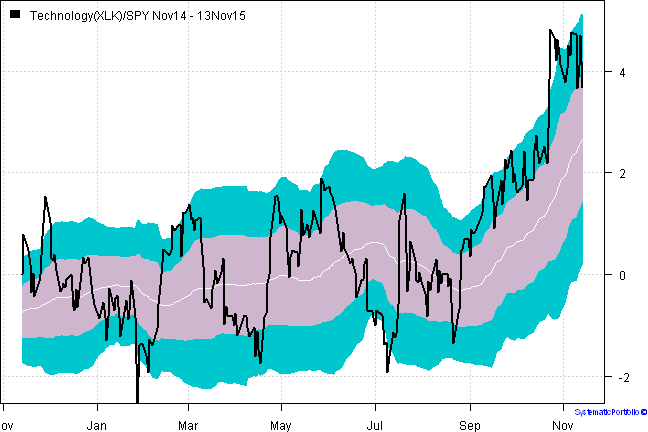 Technology(XLK)/SPY Nov14 - 13Nov15
4
2
0
-2
ov Jan Mar May Jul Sep Nov
SystematicPortfolio ©